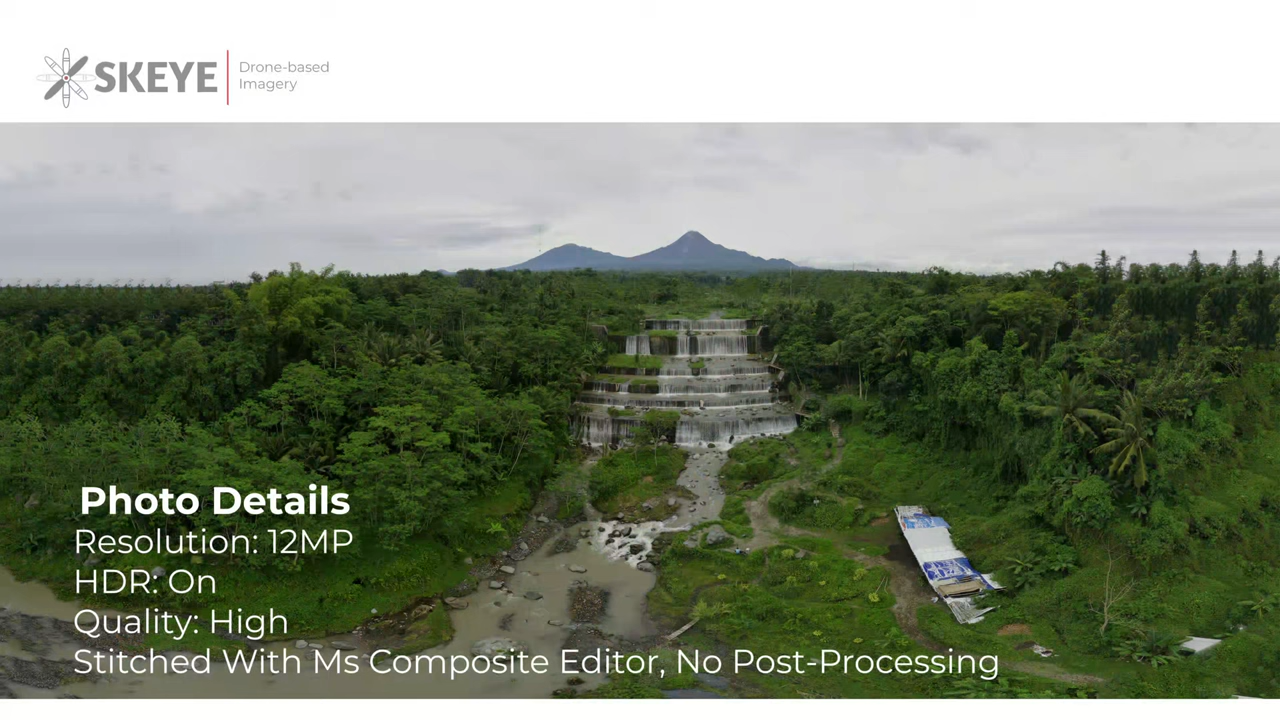 SKEYE
Drone-based
Imagery
Photo Details
Resolution: 12MP
HDR: On
Quality: High
Stitched With Ms Composite Editor, No Post-Processing